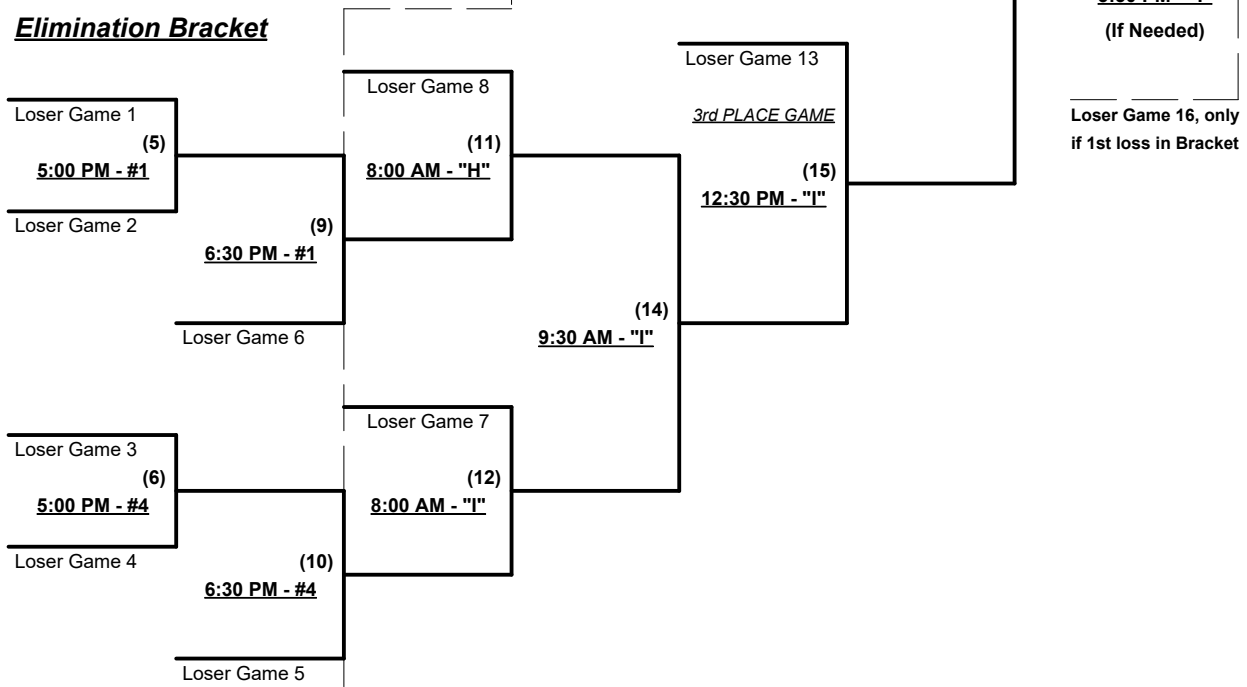 Elimination Bracket
(If Needed)
Loser Game 13
Loser Game 8
3rd PLACE GAME
Loser Game 16, only
if 1st loss in Bracket
Loser Game 1
(5)
5:00 PM - #1
(11)
8:00 AM - "H"
(15)
12:30 PM - "I"
Loser Game 2
(9)
6:30 PM - #1
(14)
9:30 AM - "I"
Loser Game 6
Loser Game 7
Loser Game 3
(6)
5:00 PM - #4
(12)
8:00 AM - "I"
Loser Game 4
(10)
6:30 PM - #4
Loser Game 5